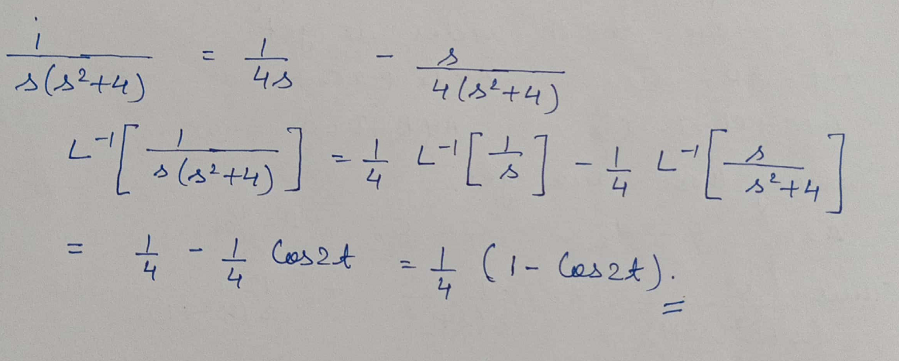 1/(s(s²+4)) = 1/(4s) - s/(4(s²+4))
L⁻¹[1/(s(s²+4))] = 1/4 L⁻¹[1/s] - 1/4 L⁻¹[s/(s²+4)]
= 1/4 - 1/4 Cos2t = 1/4 (1 - Cos2t).